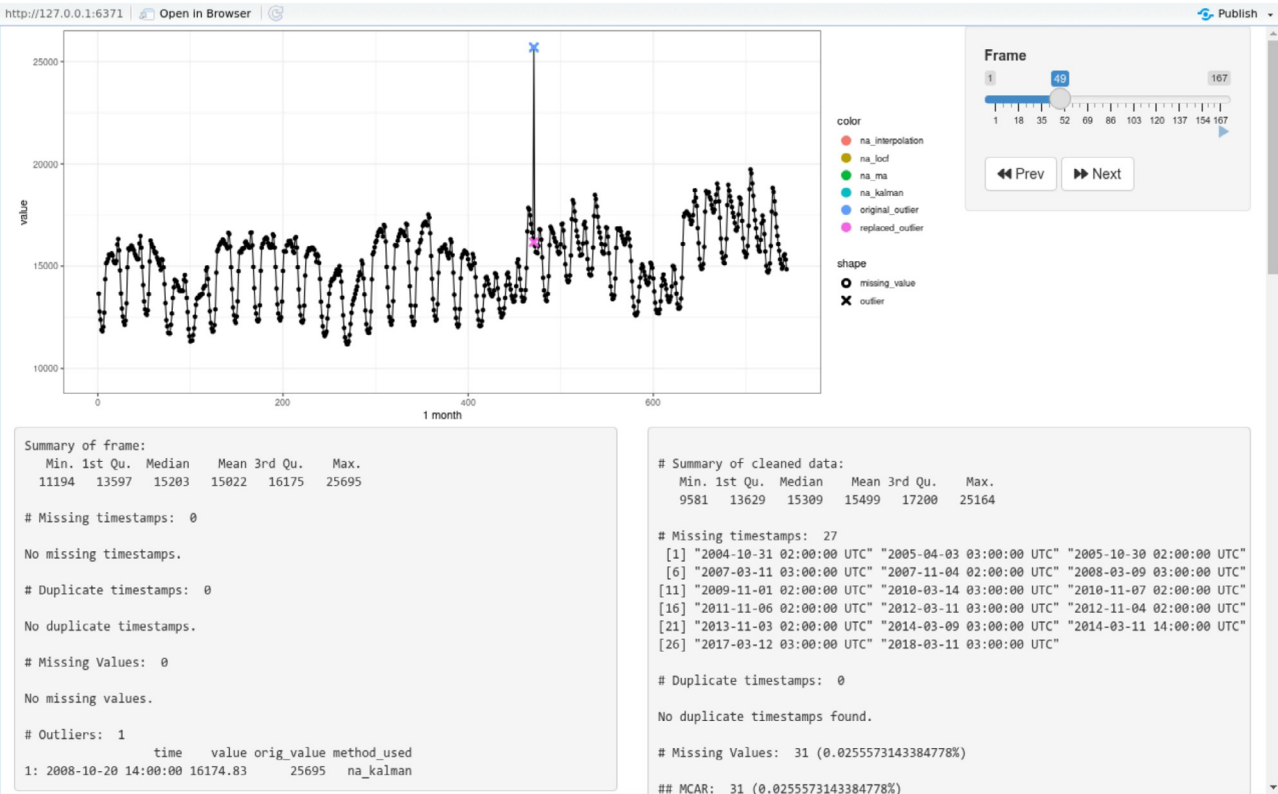 http://127.0.0.1:6371 Open in Browser Publish
25000
20000
15000
10000
value
0 200 400 600
1 month
color
na_interpolation
na_locf
na_ma
na_kalman
original_outlier
replaced_outlier
shape
missing_value
outlier
Frame
1 49 167
1 18 35 52 69 86 103 120 137 154 167
Prev Next
Summary of frame:
Min. 1st Qu. Median Mean 3rd Qu. Max.
11194 13597 15203 15022 16175 25695
# Missing timestamps: 0
No missing timestamps.
# Duplicate timestamps: 0
No duplicate timestamps.
# Missing Values: 0
No missing values.
# Outliers: 1
time value orig_value method_used
1: 2008-10-20 14:00:00 16174.83 25695 na_kalman
# Summary of cleaned data:
Min. 1st Qu. Median Mean 3rd Qu. Max.
9581 13629 15309 15499 17200 25164
# Missing timestamps: 27
[1] "2004-10-31 02:00:00 UTC" "2005-04-03 03:00:00 UTC" "2005-10-30 02:00:00 UTC"
[6] "2007-03-11 03:00:00 UTC" "2007-11-04 02:00:00 UTC" "2008-03-09 03:00:00 UTC"
[11] "2009-11-01 02:00:00 UTC" "2010-03-14 03:00:00 UTC" "2010-11-07 02:00:00 UTC"
[16] "2011-11-06 02:00:00 UTC" "2012-03-11 03:00:00 UTC" "2012-11-04 02:00:00 UTC"
[21] "2013-11-03 02:00:00 UTC" "2014-03-09 03:00:00 UTC" "2014-03-11 14:00:00 UTC"
[26] "2017-03-12 03:00:00 UTC" "2018-03-11 03:00:00 UTC"
# Duplicate timestamps: 0
No duplicate timestamps found.
# Missing Values: 31 (0.0255573143384778%)
## MCAR: 31 (0.0255573143384778%)